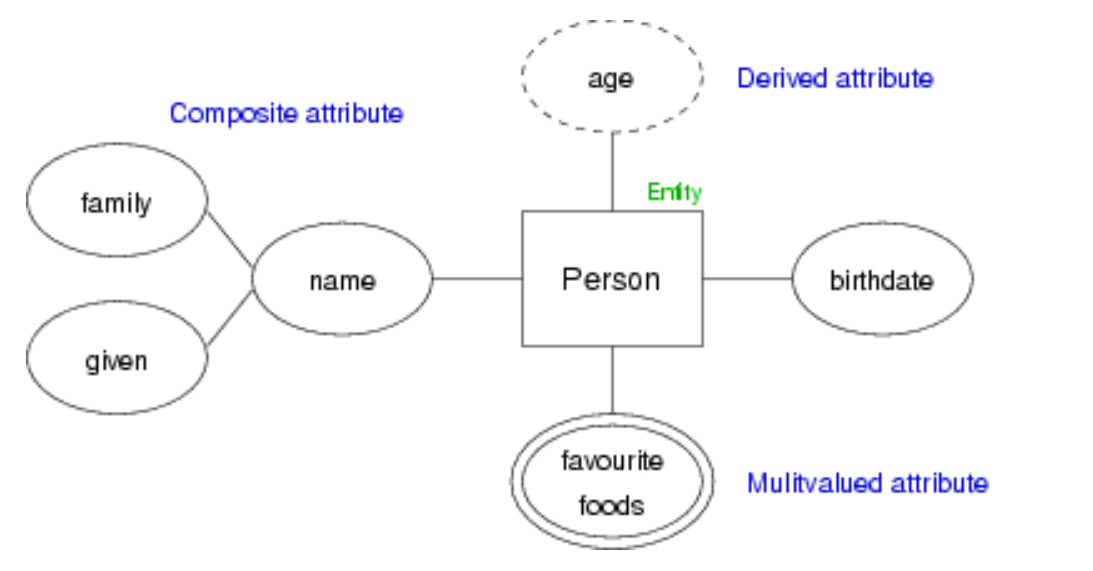 age
Derived attribute
Composite attribute
family
Entity
name
Person
birthdate
given
favourite
foods
Mulitvalued attribute